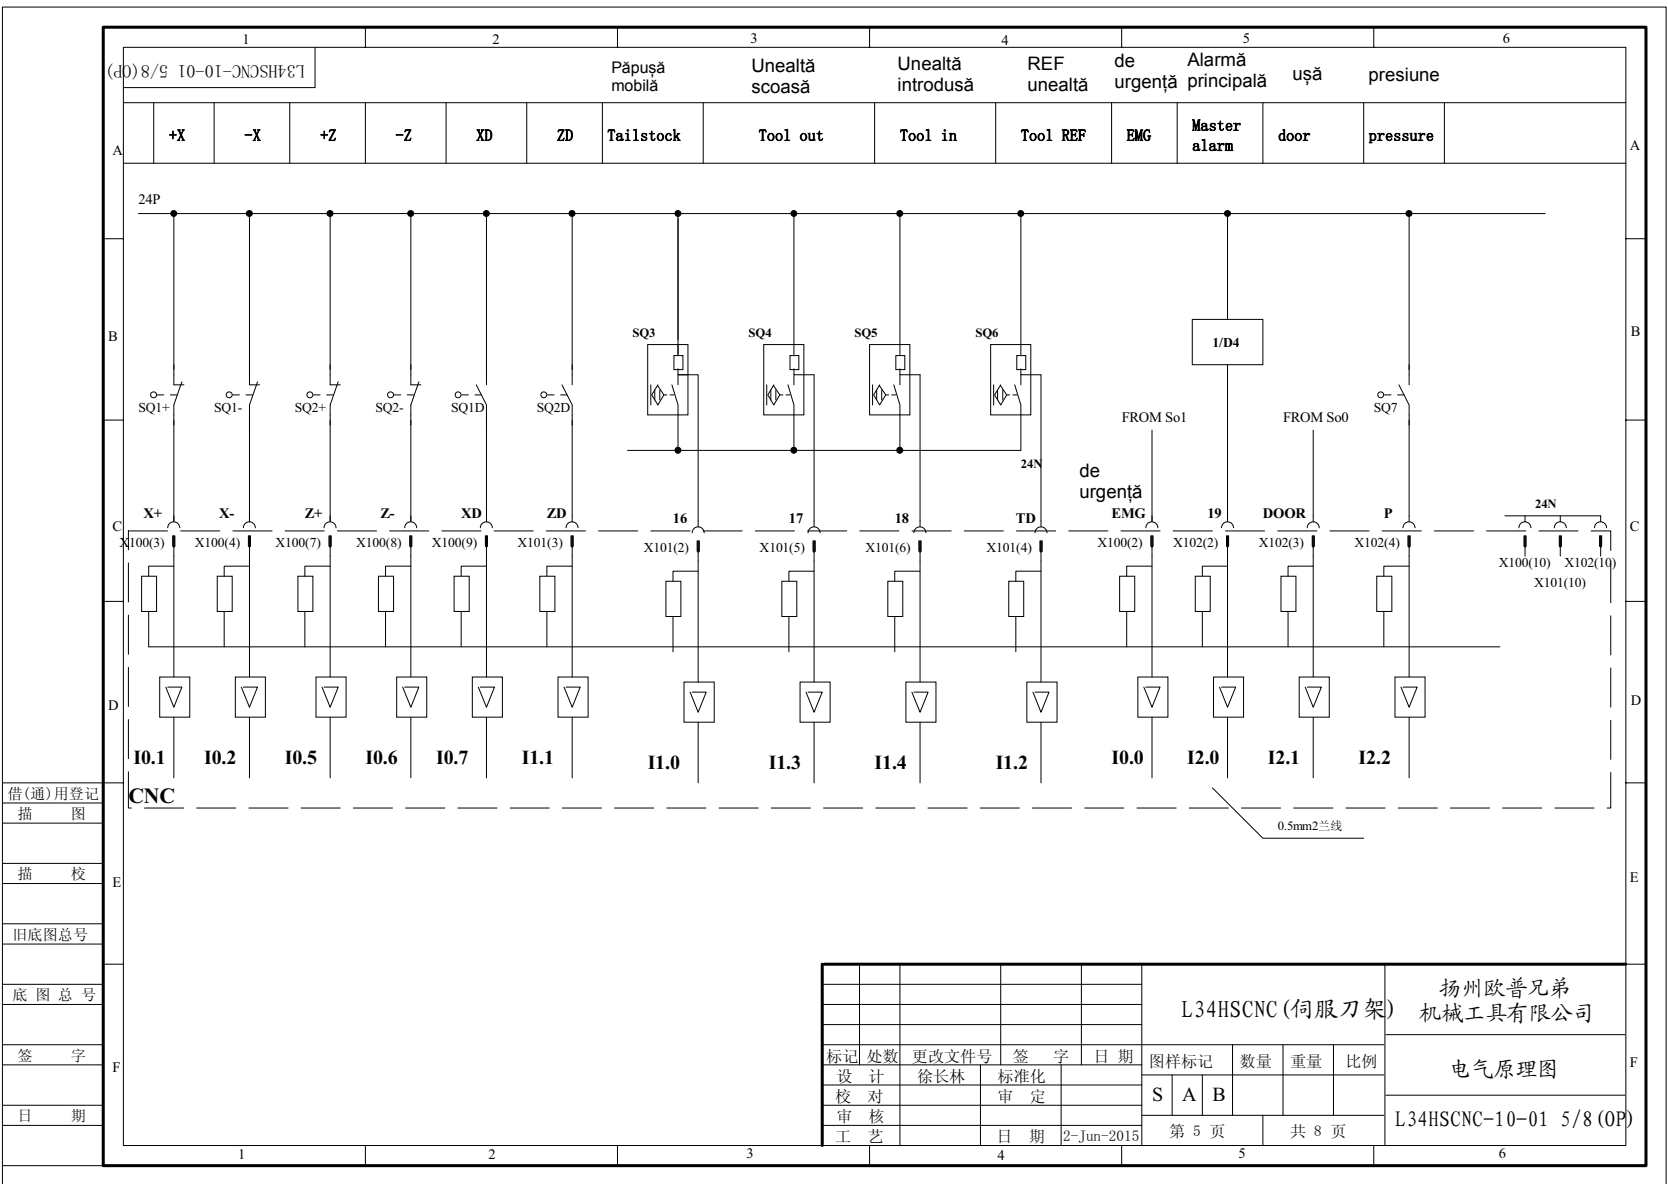 1 2 3 4 5 6
L34HSCNC-10-01 5/8(OP)
Păpușă
mobilă
Unealtă
scoasă
Unealtă
introdusă
REF
unealtă
de
urgență
Alarmă
principală
ușă
presiune
A +X -X +Z -Z XD ZD Tailstock Tool out Tool in Tool REF EMG Master alarm door pressure A
24P
B B
SQ3 SQ4 SQ5 SQ6
1/D4
SQ1+ SQ1- SQ2+ SQ2- SQ1D SQ2D SQ7
FROM So1 FROM So0
24N
de
urgență
C X+ X- Z+ Z- XD ZD 16 17 18 TD EMG 19 DOOR P 24N C
X100(3) X100(4) X100(7) X100(8) X100(9) X101(3) X101(2) X101(5) X101(6) X101(4) X100(2) X102(2) X102(3) X102(4)
X100(10) X102(10)
X101(10)
D D
I0.1 I0.2 I0.5 I0.6 I0.7 I1.1 I1.0 I1.3 I1.4 I1.2 I0.0 I2.0 I2.1 I2.2
CNC
0.5mm2兰线
借(通)用登记
描 图
描 校
E E
旧底图总号
底图总号
签 字
日 期
F F
L34HSCNC(伺服刀架)
扬州欧普兄弟
机械工具有限公司
标记 处数 更改文件号 签 字 日 期
图样标记 数量 重量 比例
电气原理图
设 计 徐长林 标准化
校 对 审 定
S A B
审 核
工 艺 日 期 2-Jun-2015
第 5 页 共 8 页
L34HSCNC-10-01 5/8(OP)
1 2 3 4 5 6